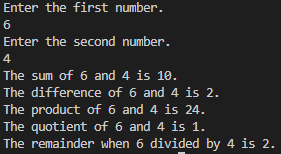 Enter the first number.
6
Enter the second number.
4
The sum of 6 and 4 is 10.
The difference of 6 and 4 is 2.
The product of 6 and 4 is 24.
The quotient of 6 and 4 is 1.
The remainder when 6 divided by 4 is 2.